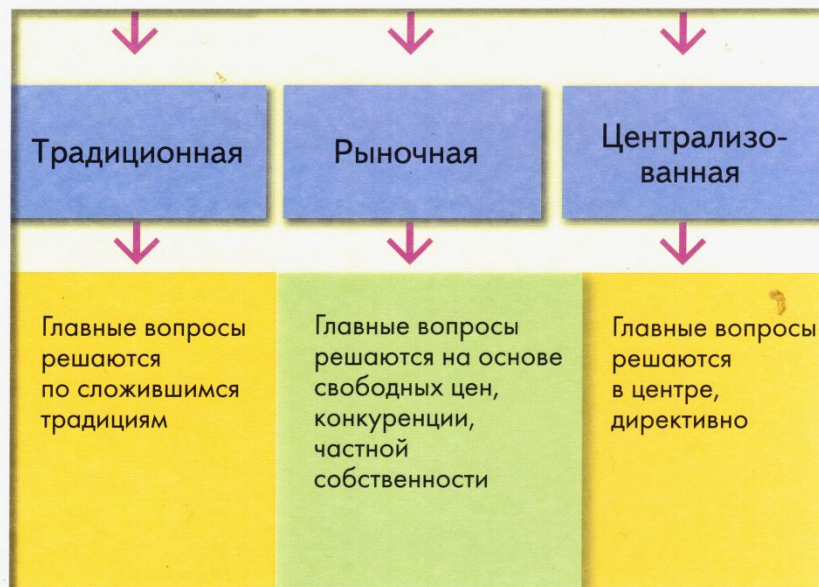 Традиционная
Рыночная
Централизо-
ванная
Главные вопросы
решаются
по сложившимся
традициям
Главные вопросы
решаются на основе
свободных цен,
конкуренции,
частной
собственности
Главные вопросы
решаются
в центре,
директивно